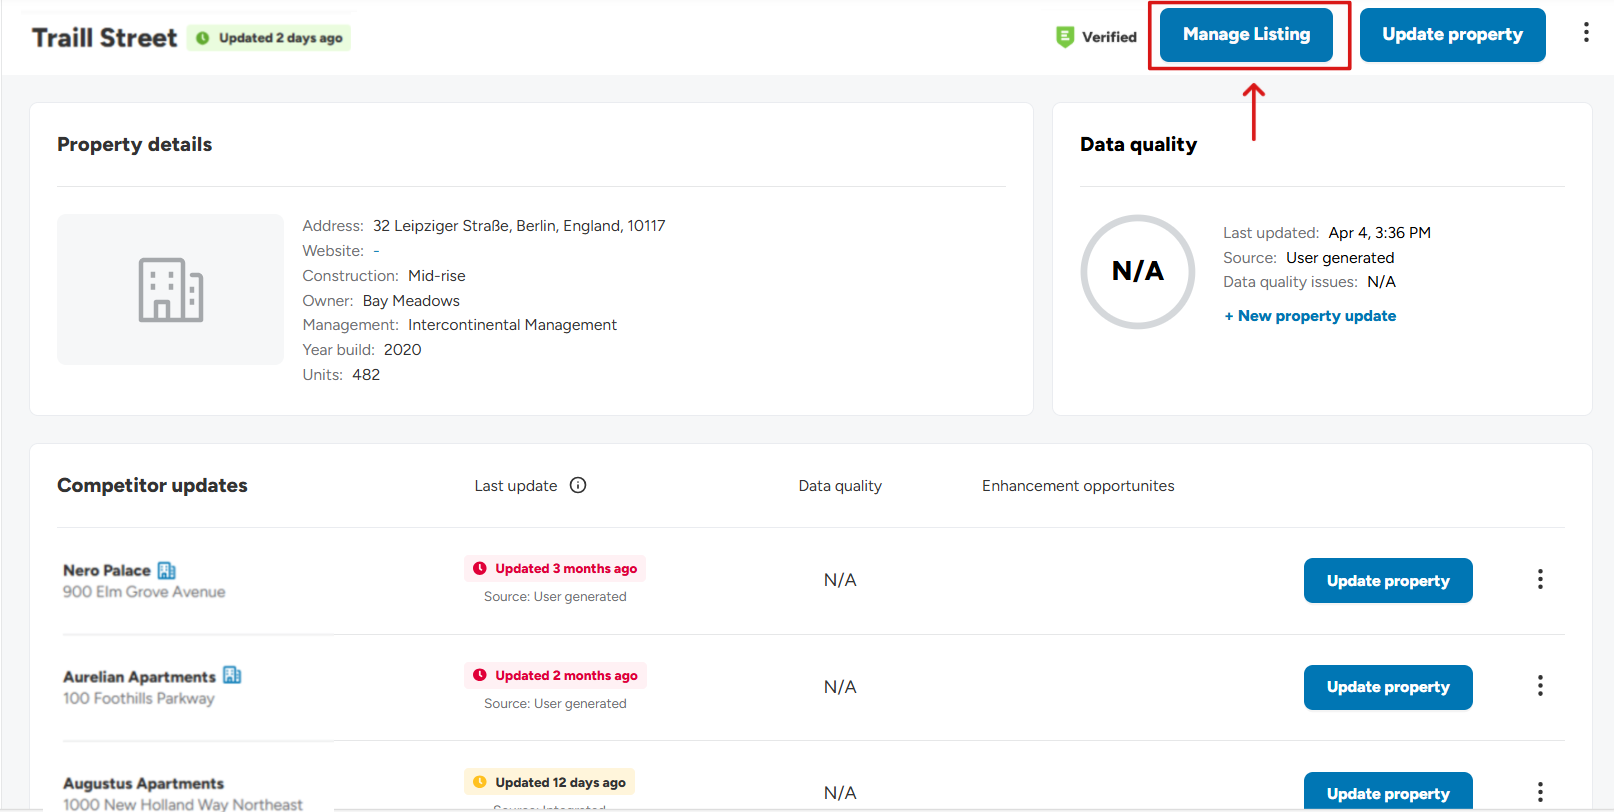 Traill Street
Updated 2 days ago
Verified
Manage Listing
Update property
Property details
Address: 32 Leipziger Straße, Berlin, England, 10117
Website: -
Construction: Mid-rise
Owner: Bay Meadows
Management: Intercontinental Management
Year build: 2020
Units: 482
Data quality
N/A
Last updated: Apr 4, 3:36 PM
Source: User generated
Data quality issues: N/A
+ New property update
Competitor updates
Last update
Data quality
Enhancement opportunites
Nero Palace
900 Elm Grove Avenue
Updated 3 months ago
Source: User generated
N/A
Update property
Aurelian Apartments
100 Foothills Parkway
Updated 2 months ago
Source: User generated
N/A
Update property
Augustus Apartments
1000 New Holland Way Northeast
Updated 12 days ago
Source: Integrated
N/A
Update property